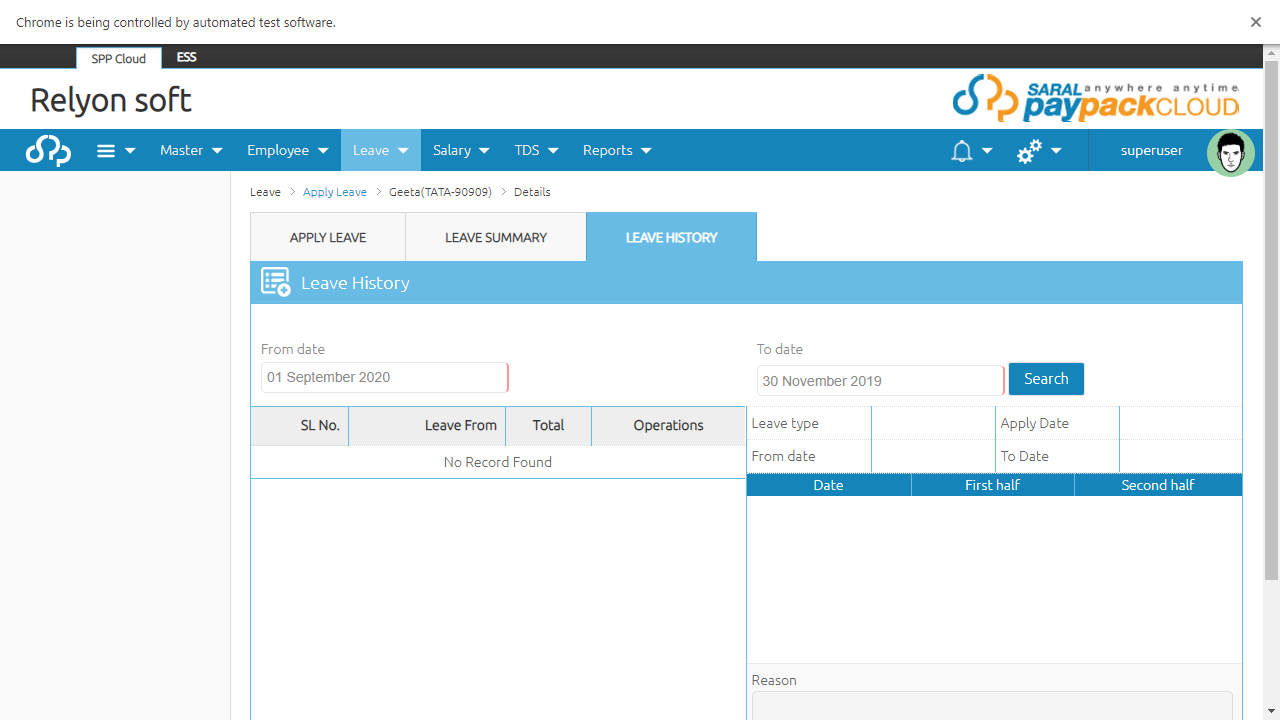 Chrome is being controlled by automated test software.
SPP Cloud ESS
Relyon soft
SARAL anywhere anytime
paypackCLOUD
Master Employee Leave Salary TDS Reports superuser
Leave Apply Leave Geeta(TATA-90909) Details
APPLY LEAVE LEAVE SUMMARY LEAVE HISTORY
Leave History
From date To date
01 September 2020 30 November 2019 Search
SL No. Leave From Total Operations Leave type Apply Date
No Record Found From date To Date
Date First half Second half
Reason